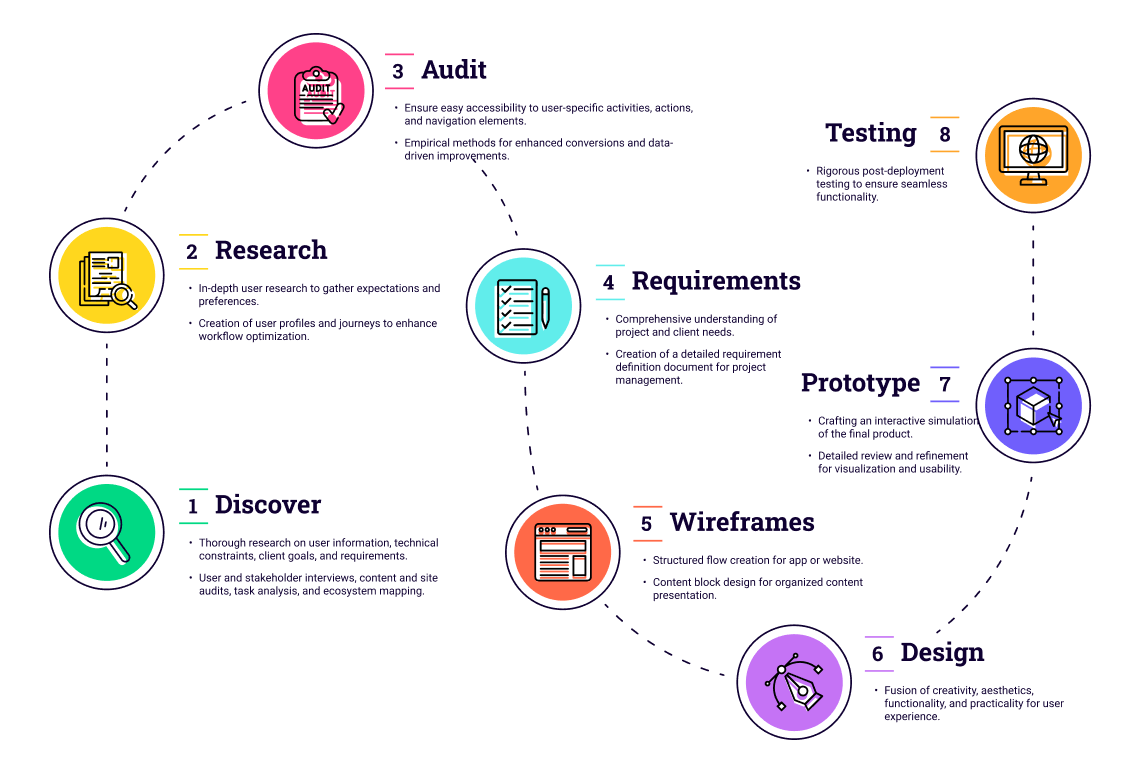 1 Discover
• Thorough research on user information, technical
constraints, client goals, and requirements.
• User and stakeholder interviews, content and site
audits, task analysis, and ecosystem mapping.
2 Research
• In-depth user research to gather expectations and
preferences.
• Creation of user profiles and journeys to enhance
workflow optimization.
AUDIT
3 Audit
• Ensure easy accessibility to user-specific activities, actions,
and navigation elements.
• Empirical methods for enhanced conversions and data-
driven improvements.
4 Requirements
• Comprehensive understanding of
project and client needs.
• Creation of a detailed requirement
definition document for project
management.
5 Wireframes
• Structured flow creation for app or website.
• Content block design for organized content
presentation.
6 Design
• Fusion of creativity, aesthetics,
functionality, and practicality for user
experience.
Prototype 7
• Crafting an interactive simulation
of the final product.
• Detailed review and refinement
for visualization and usability.
Testing 8
• Rigorous post-deployment
testing to ensure seamless
functionality.